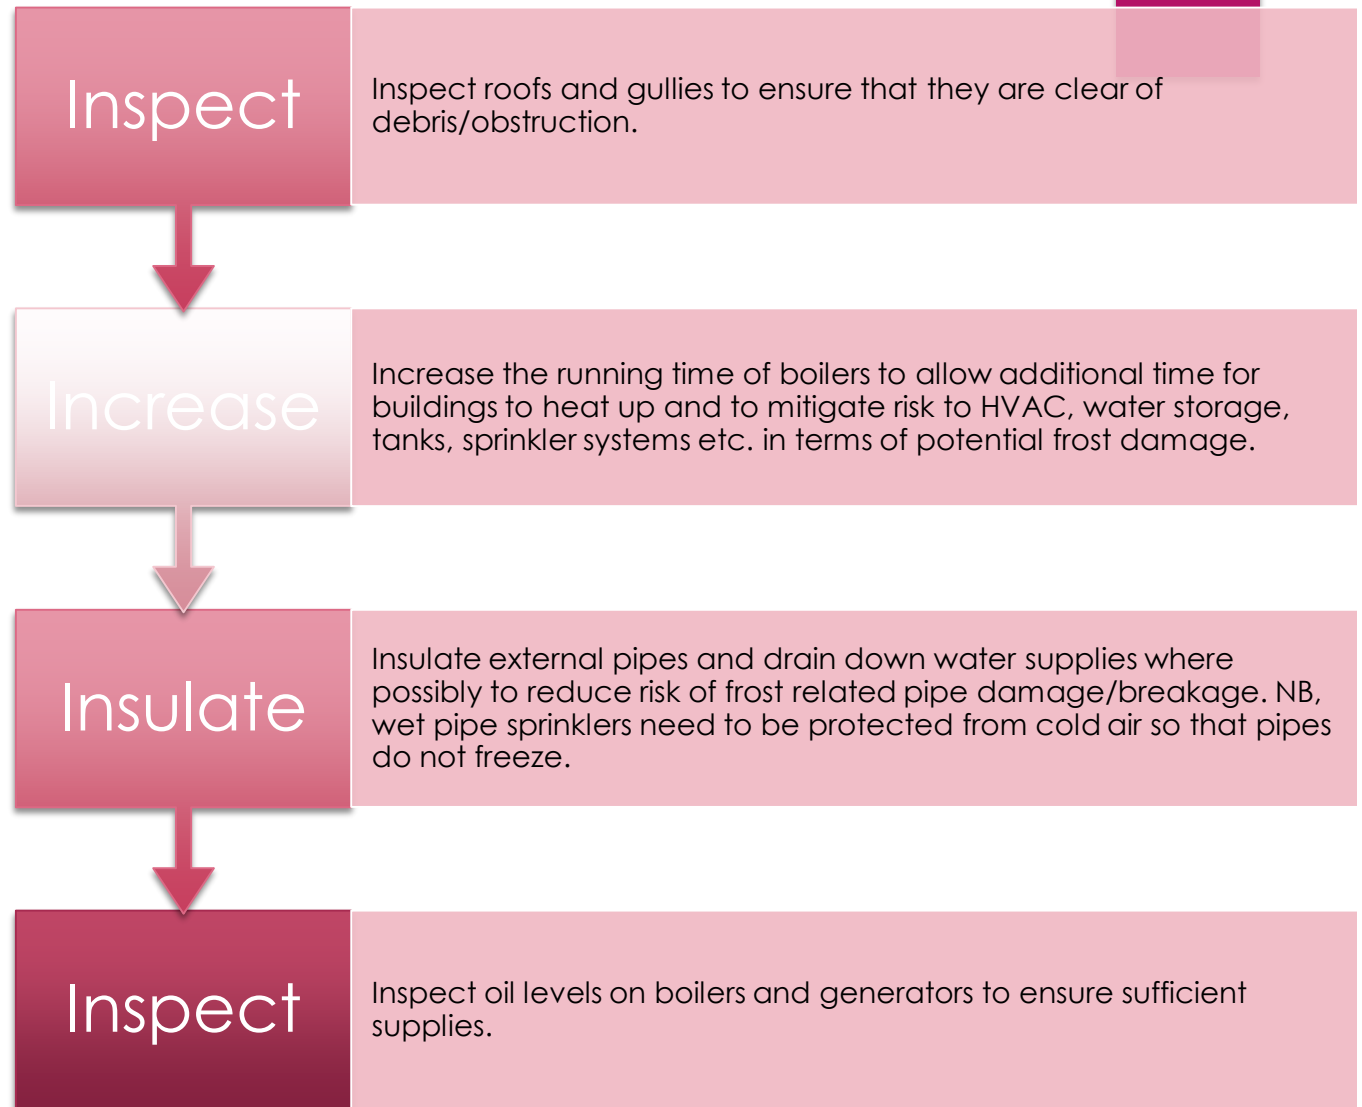 Inspect
Inspect roofs and gullies to ensure that they are clear of
debris/obstruction.
Increase
Increase the running time of boilers to allow additional time for
buildings to heat up and to mitigate risk to HVAC, water storage,
tanks, sprinkler systems etc. in terms of potential frost damage.
Insulate
Insulate external pipes and drain down water supplies where
possibly to reduce risk of frost related pipe damage/breakage. NB,
wet pipe sprinklers need to be protected from cold air so that pipes
do not freeze.
Inspect
Inspect oil levels on boilers and generators to ensure sufficient
supplies.